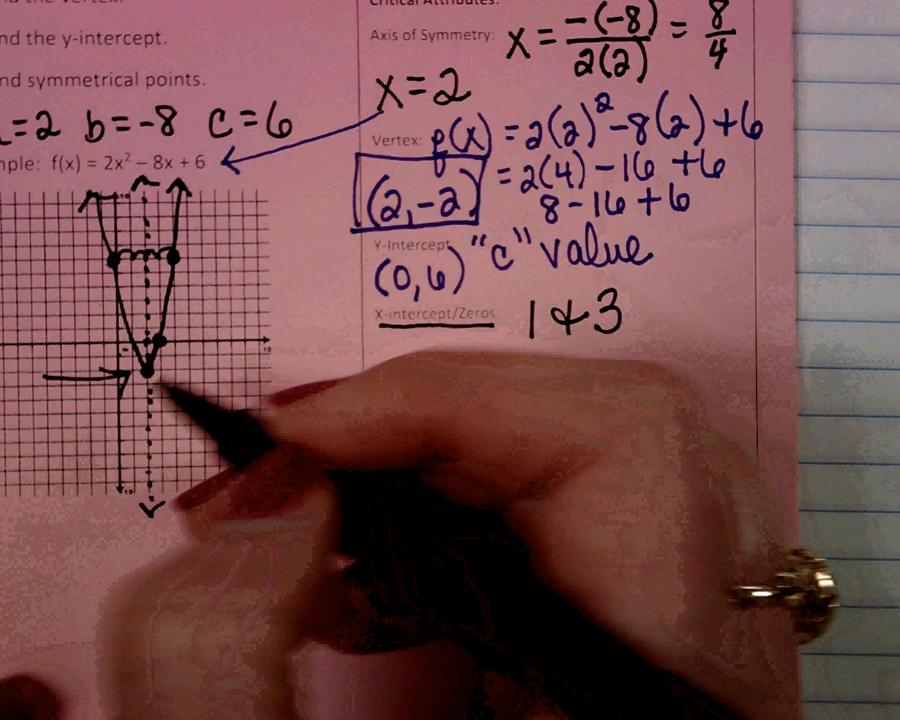 nd the y-intercept.
nd symmetrical points.
=2 b=-8 c=6
mple: f(x) = 2x² − 8x + 6
Critical Attributes:
Axis of Symmetry: x = -(-8)/2(2) = 8/4
x=2
Vertex: f(x) = 2(2)² -8(2) +6
(2,-2) = 2(4) - 16 +6
8 - 16 + 6
Y-Intercept
(0,6) "c" value
X-intercept/Zeros: 1 & 3